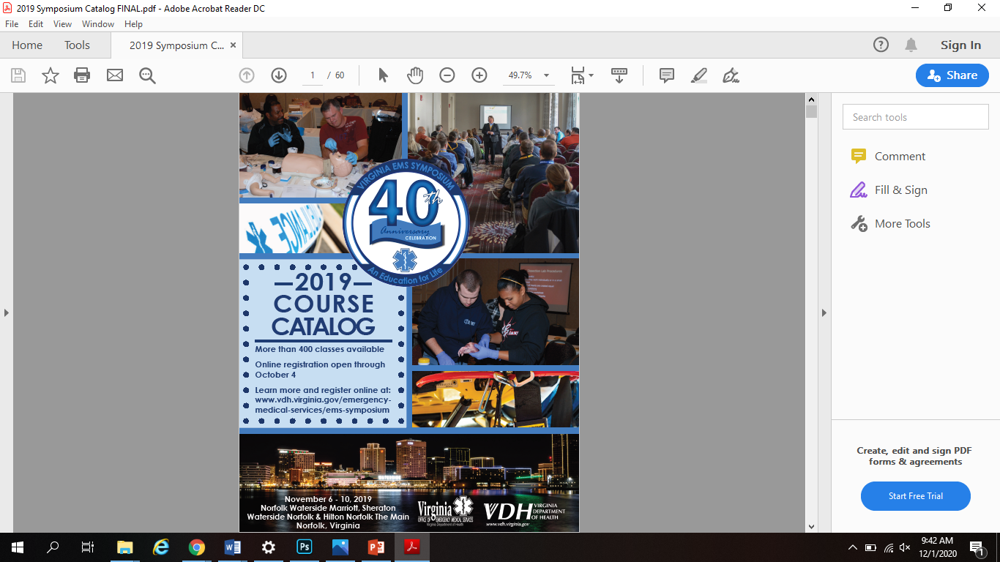 2019 Symposium Catalog FINAL.pdf - Adobe Acrobat Reader DC
File Edit View Window Help
Home Tools 2019 Symposium C... ×
1 / 60 49.7%
Sign In
Share
VIRGINIA EMS SYMPOSIUM
40th
Anniversary
CELEBRATION
An Education for Life
—2019—
COURSE
CATALOG
More than 400 classes available
Online registration open through
October 4
Learn more and register online at:
www.vdh.virginia.gov/emergency-
medical-services/ems-symposium
November 6 - 10, 2019
Norfolk Waterside Marriott, Sheraton
Waterside Norfolk & Hilton Norfolk The Main
Norfolk, Virginia
Virginia
OFFICE OF EMERGENCY MEDICAL SERVICES
Virginia Department of Health
VDH VIRGINIA
DEPARTMENT
OF HEALTH
www.vdh.virginia.gov
Search tools
Comment
Fill & Sign
More Tools
Create, edit and sign PDF
forms & agreements
Start Free Trial
9:42 AM
12/1/2020
1